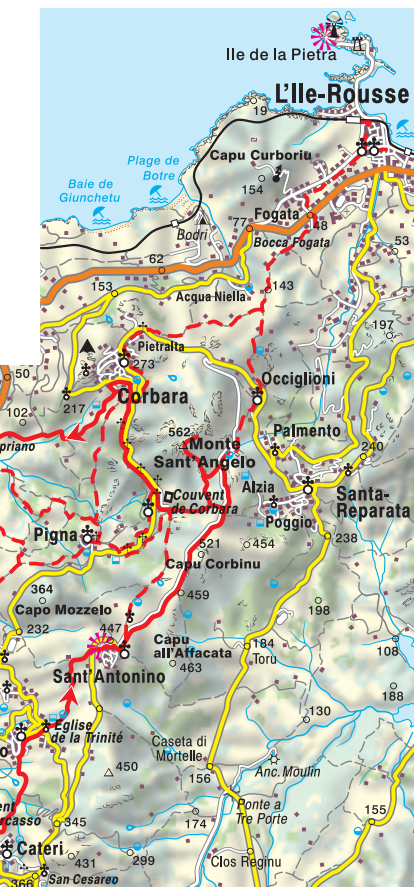 Ile de la Pietra
L'Ile-Rousse
19
Capu Curboriu
Plage de
Botre
154
Baie de
Giunchetu
Fogata
77
48
Bodri
Bocca Fogata
53
62
153
143
Acqua Niella
197
Pietralta
273
50
Occiglioni
217
Corbara
102
562
Monte
Sant'Angelo
Palmento
priano
240
Couvent
de Corbara
Alzia
Santa-
Reparata
Poggio
Pigna
521
454
238
Capu Corbinu
364
459
Capo Mozzelo
198
232
447
Capu
all'Affacata
184
108
463
Toru
Sant'Antonino
188
130
Eglise
de la Trinité
o
Caseta di
Mortelle
450
156
Anc. Moulin
ent
rcasso
Ponte a
Tre Porte
174
345
155
Cateri
431
299
Clos Reginu
366
San Cesareo